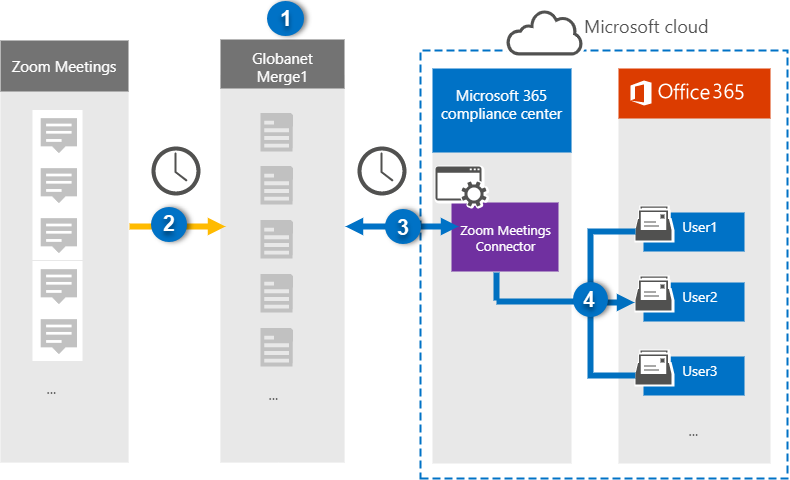 1
Microsoft cloud
Zoom Meetings
Globanet
Merge1
Microsoft 365
compliance center
Office 365
2
3
Zoom Meetings
Connector
User1
4
User2
User3
...
...
...